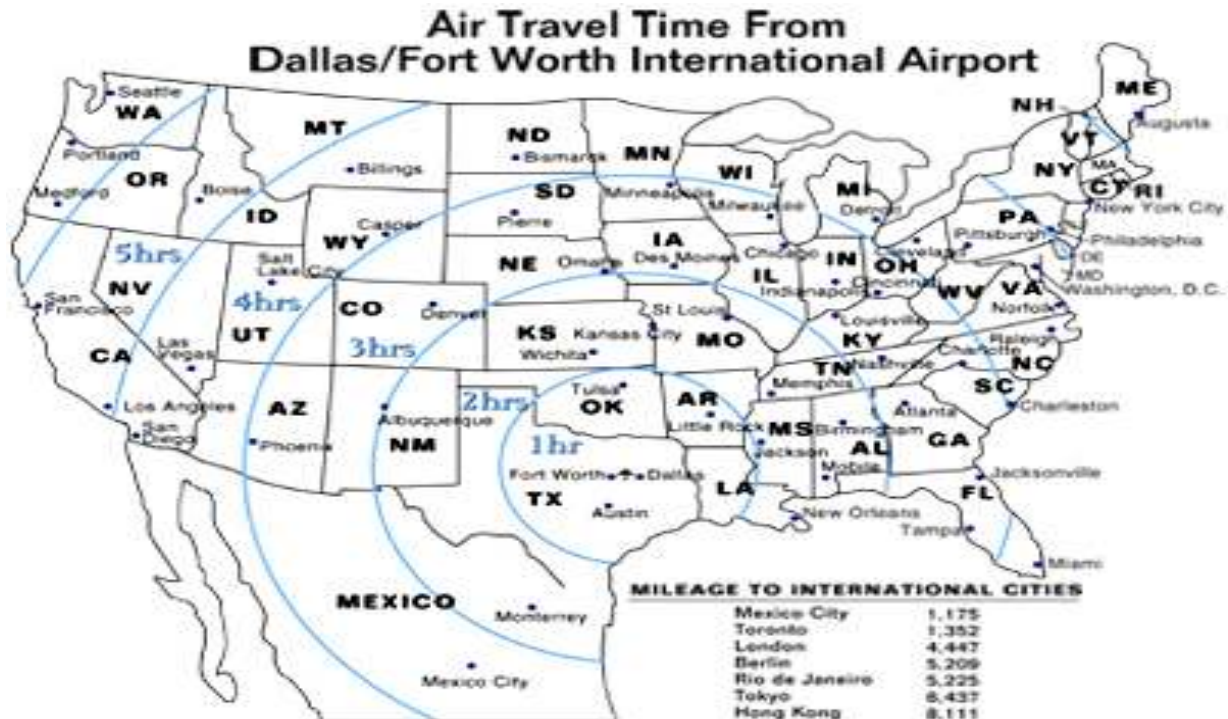 Air Travel Time From
Dallas/Fort Worth International Airport
Seattle
WA
Portland
OR
Medford
MT
Billings
Boise
ID
ND
Bismarck
MN
Minneapolis
SD
Pierre
WI
Milwaukee
MI
Detroit
NH
ME
VT
Augusta
NY
MA
CT
RI
New York City
PA
Pittsburgh
Philadelphia
DE
MD
Washington, D.C.
Casper
WY
5hrs
Salt
Lake City
NV
4hrs
UT
San
Francisco
CA
Las
Vegas
Los Angeles
San
Diego
NE
Omaha
IA
Des Moines
Chicago
IL
IN
Indianapolis
OH
Cleveland
Cincinnati
WV
VA
Norfolk
CO
Denver
3hrs
KS
Kansas City
Wichita
St Louis
MO
Louisville
KY
Raleigh
Charlotte
NC
TN
Nashville
Memphis
SC
Charleston
AZ
Phoenix
Albuquerque
NM
2hrs
Tulsa
OK
AR
Little Rock
1hr
MS
Jackson
Birmingham
AL
Atlanta
GA
Mobile
Fort Worth
Dallas
TX
Austin
LA
New Orleans
Jacksonville
FL
Tampa
Miami
MEXICO
Monterrey
Mexico City
MILEAGE TO INTERNATIONAL CITIES
Mexico City 1,175
Toronto 1,352
London 4,447
Berlin 5,209
Rio de Janeiro 5,225
Tokyo 6,437
Hong Kong 8,111